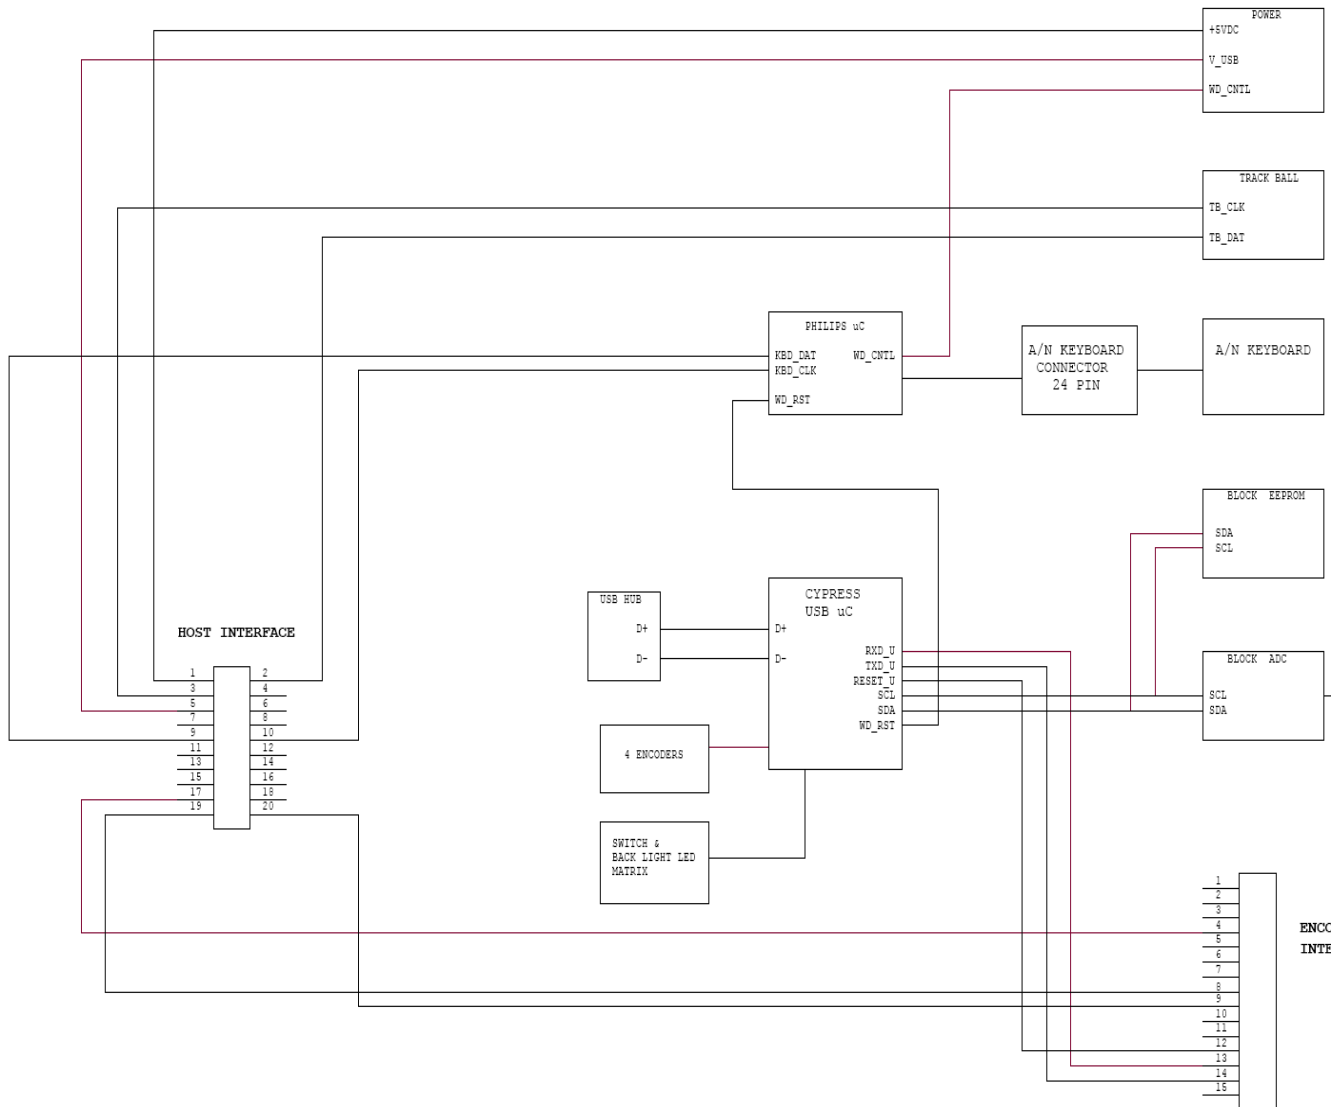 POWER
+5VDC
V_USB
WD_CNTL
TRACK BALL
TB_CLK
TB_DAT
PHILIPS uC
KBD_DAT WD_CNTL
KBD_CLK
WD_RST
A/N KEYBOARD
CONNECTOR
24 PIN
A/N KEYBOARD
BLOCK EEPROM
SDA
SCL
CYPRESS
USB uC
D+
D-
RXD_U
TXD_U
RESET_U
SCL
SDA
WD_RST
USB HUB
D+
D-
BLOCK ADC
SCL
SDA
4 ENCODERS
SWITCH &
BACK LIGHT LED
MATRIX
HOST INTERFACE
1 2
3 4
5 6
7 8
9 10
11 12
13 14
15 16
17 18
19 20
1
2
3
4
5
6
7
8
9
10
11
12
13
14
15
ENCO
INTE